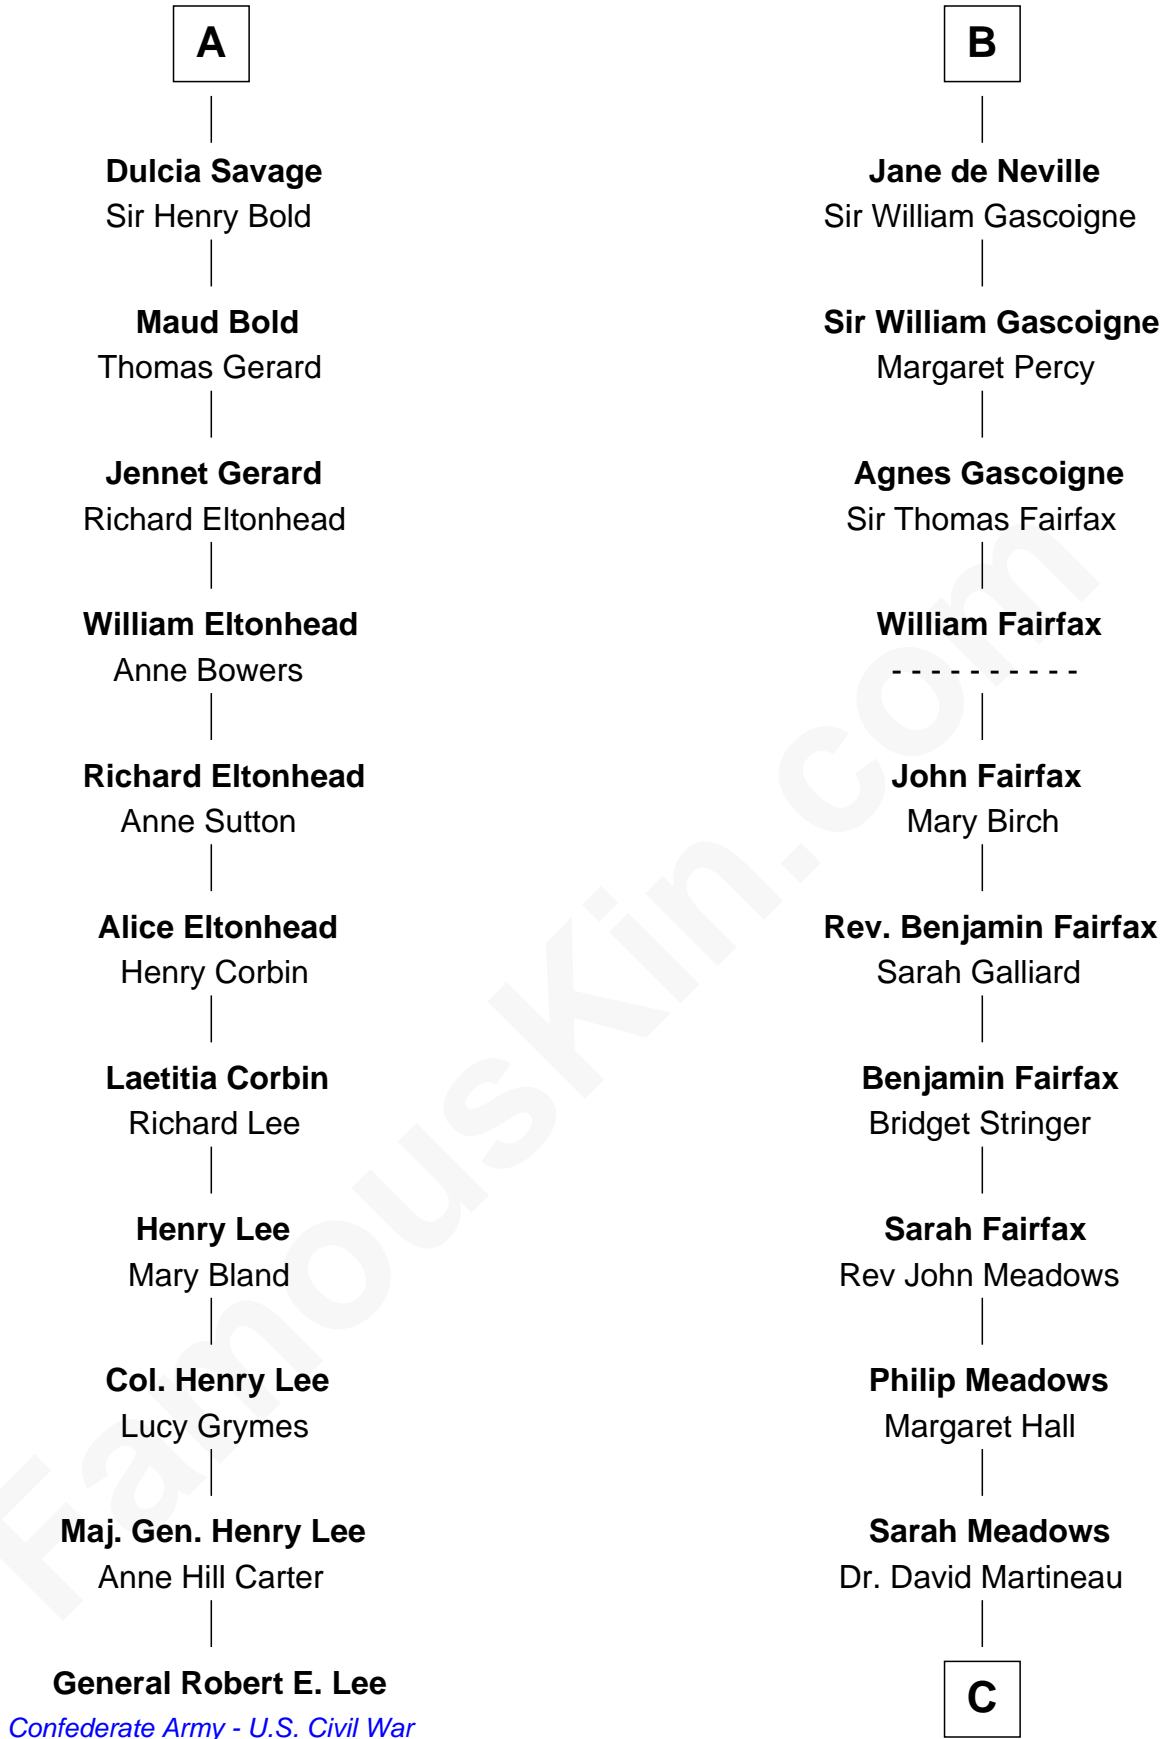 A
Dulcia Savage
Sir Henry Bold
Maud Bold
Thomas Gerard
Jennet Gerard
Richard Eltonhead
William Eltonhead
Anne Bowers
Richard Eltonhead
Anne Sutton
Alice Eltonhead
Henry Corbin
Laetitia Corbin
Richard Lee
Henry Lee
Mary Bland
Col. Henry Lee
Lucy Grymes
Maj. Gen. Henry Lee
Anne Hill Carter
General Robert E. Lee
Confederate Army - U.S. Civil War
B
Jane de Neville
Sir William Gascoigne
Sir William Gascoigne
Margaret Percy
Agnes Gascoigne
Sir Thomas Fairfax
William Fairfax
- - - - - - - - - -
John Fairfax
Mary Birch
Rev. Benjamin Fairfax
Sarah Galliard
Benjamin Fairfax
Bridget Stringer
Sarah Fairfax
Rev John Meadows
Philip Meadows
Margaret Hall
Sarah Meadows
Dr. David Martineau
C
FamousKin.com